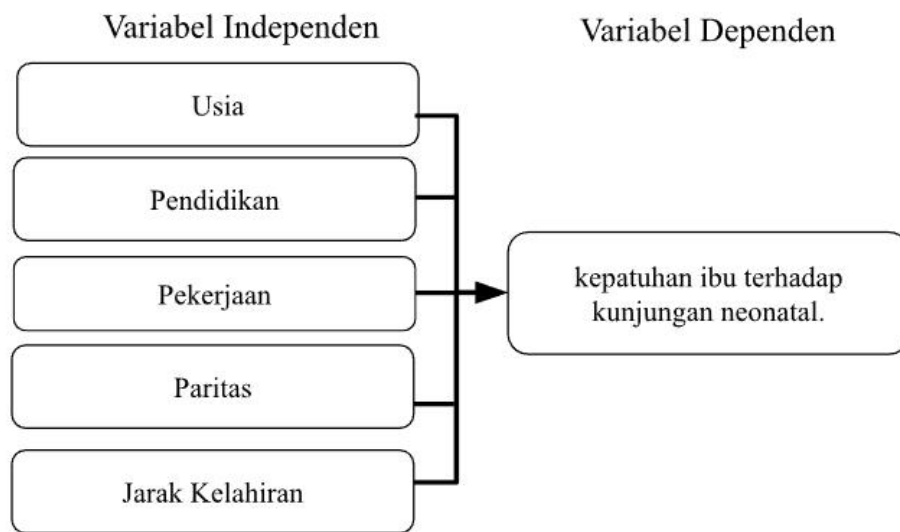 Variabel Independen
Variabel Dependen
Usia
Pendidikan
Pekerjaan
Paritas
Jarak Kelahiran
kepatuhan ibu terhadap
kunjungan neonatal.